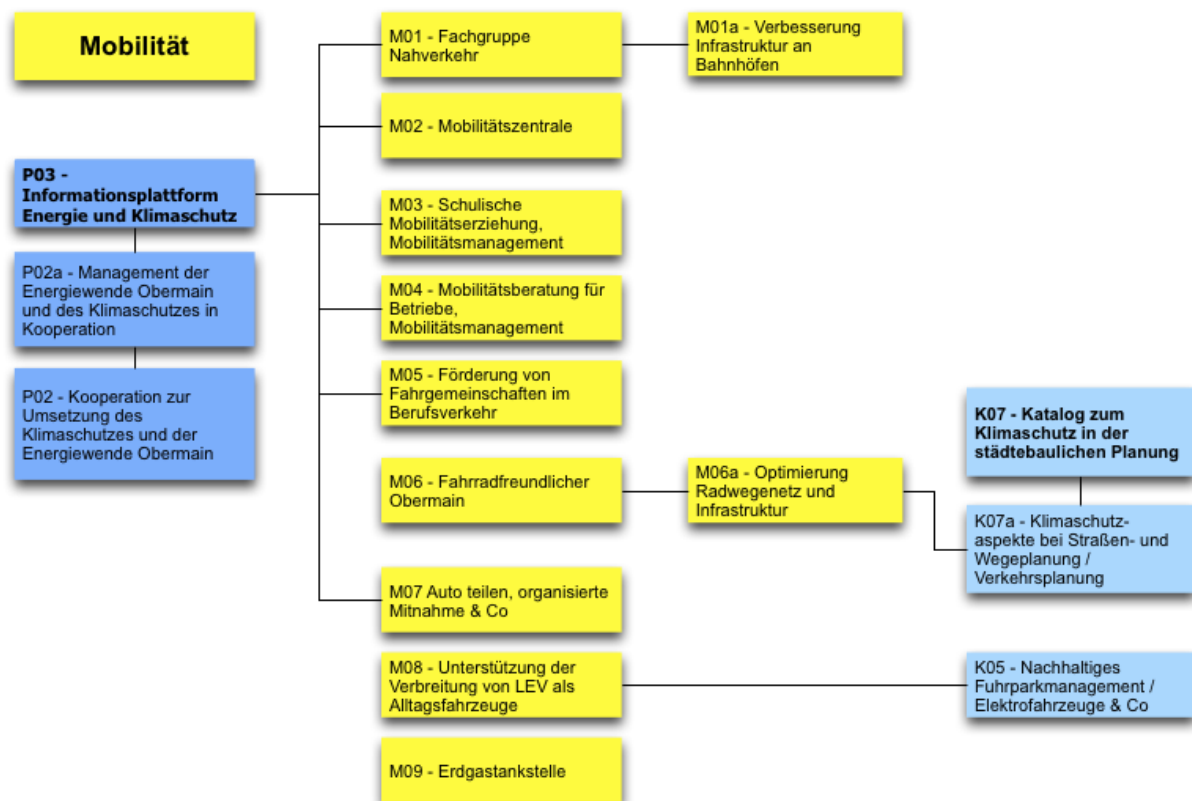 Mobilität
P03 -
Informationsplattform
Energie und Klimaschutz
P02a - Management der
Energiewende Obermain
und des Klimaschutzes in
Kooperation
P02 - Kooperation zur
Umsetzung des
Klimaschutzes und der
Energiewende Obermain
M01 - Fachgruppe
Nahverkehr
M01a - Verbesserung
Infrastruktur an
Bahnhöfen
M02 - Mobilitätszentrale
M03 - Schulische
Mobilitätserziehung,
Mobilitätsmanagement
M04 - Mobilitätsberatung für
Betriebe,
Mobilitätsmanagement
M05 - Förderung von
Fahrgemeinschaften im
Berufsverkehr
M06 - Fahrradfreundlicher
Obermain
M06a - Optimierung
Radwegenetz und
Infrastruktur
K07 - Katalog zum
Klimaschutz in der
städtebaulichen Planung
K07a - Klimaschutz-
aspekte bei Straßen- und
Wegeplanung /
Verkehrsplanung
M07 Auto teilen, organisierte
Mitnahme & Co
M08 - Unterstützung der
Verbreitung von LEV als
Alltagsfahrzeuge
K05 - Nachhaltiges
Fuhrparkmanagement /
Elektrofahrzeuge & Co
M09 - Erdgastankstelle